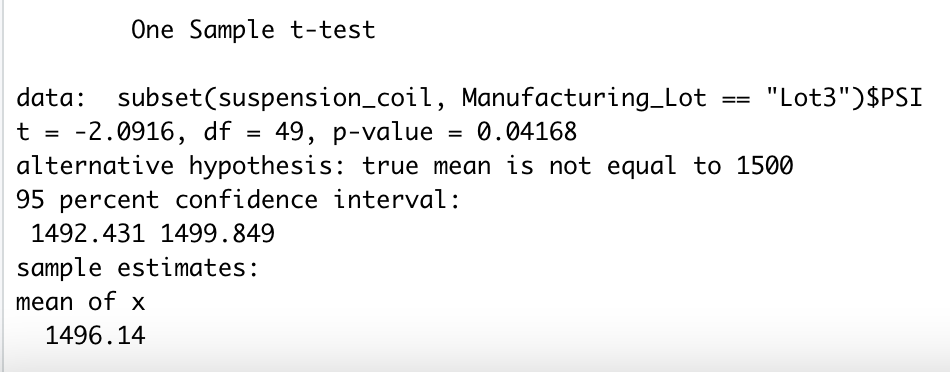 One Sample t-test
data:  subset(suspension_coil, Manufacturing_Lot == "Lot3")$PSI
t = -2.0916, df = 49, p-value = 0.04168
alternative hypothesis: true mean is not equal to 1500
95 percent confidence interval:
1492.431 1499.849
sample estimates:
mean of x
1496.14